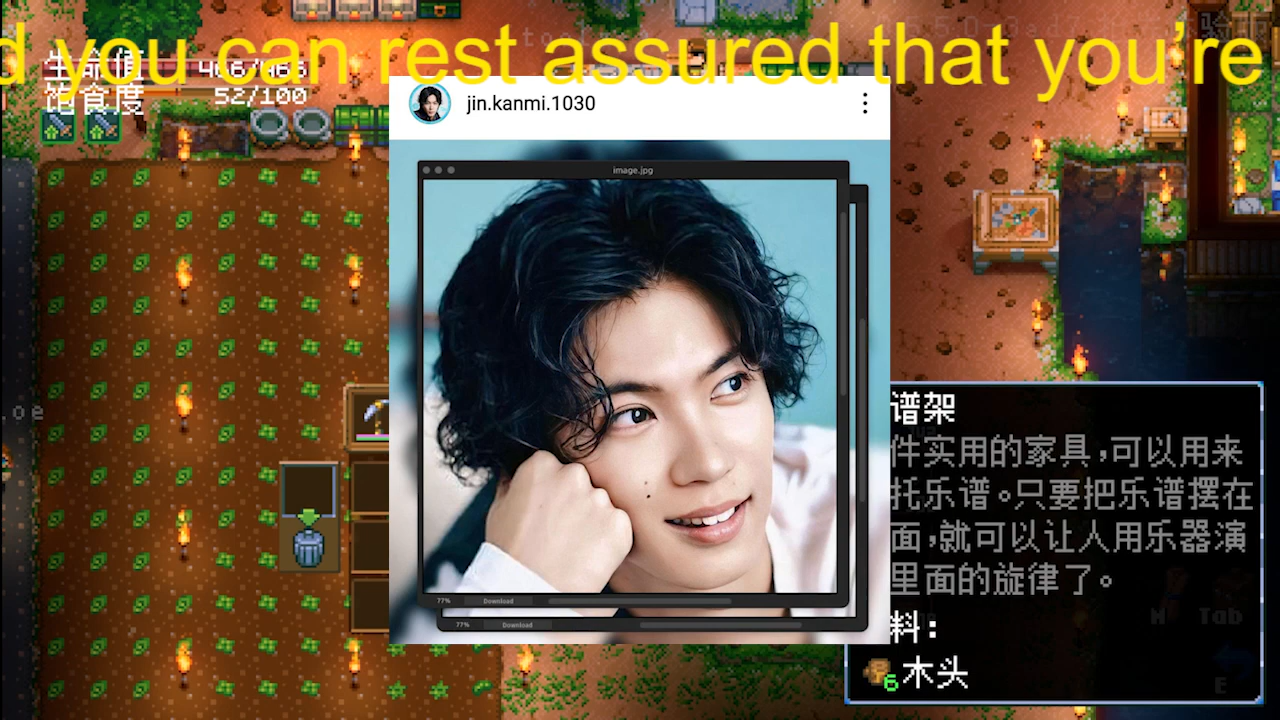 d you can rest assured that you're
生命值 466/465
饱食度 52/100
jin.kanmi.1030
image.jpg
谱架
件实用的家具,可以用来
托乐谱。只要把乐谱摆在
面,就可以让人用乐器演
里面的旋律了。
料:
6 木头
77% Download
77% Download
Tab
E